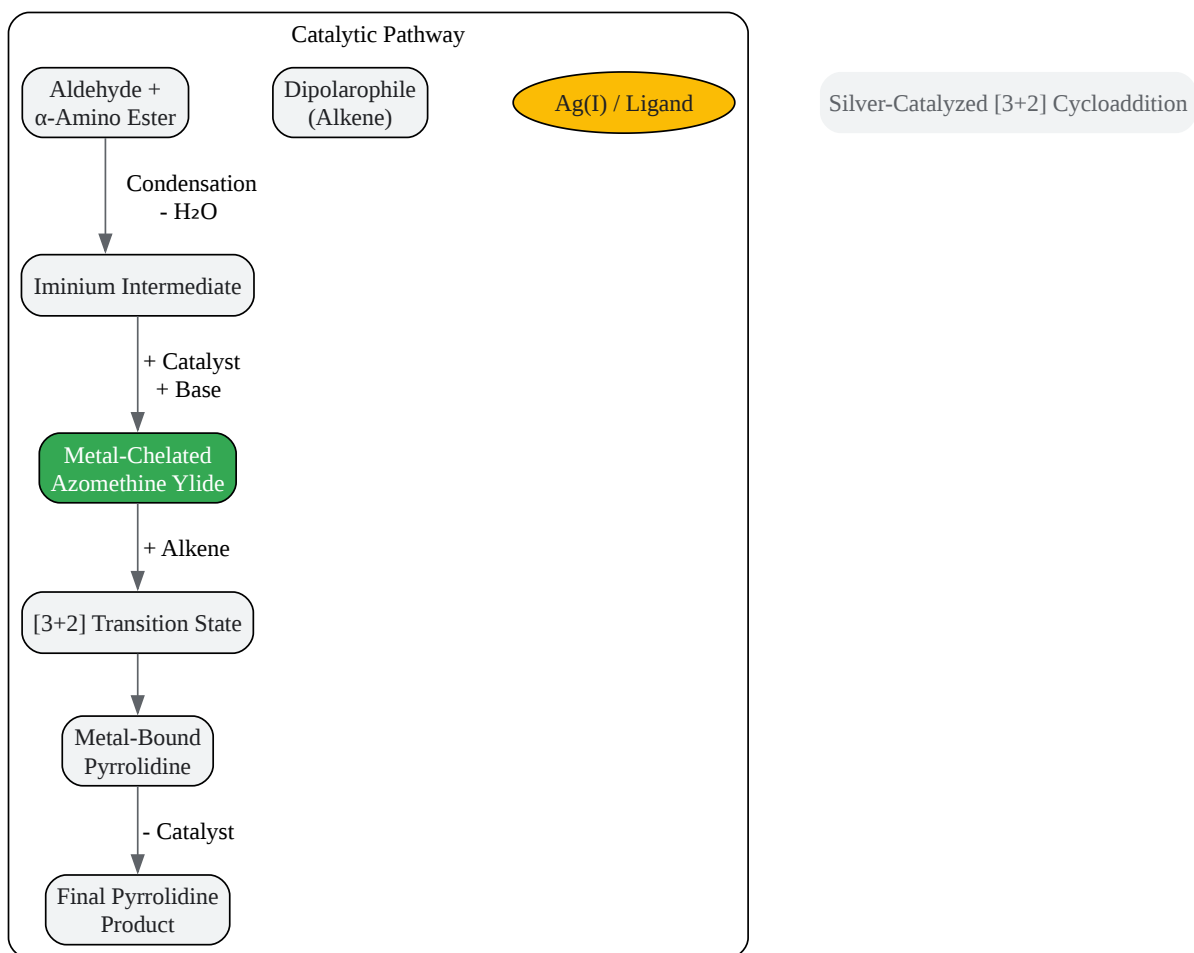 Catalytic Pathway
Aldehyde +
α-Amino Ester
Dipolarophile
(Alkene)
Ag(I) / Ligand
Silver-Catalyzed [3+2] Cycloaddition
Condensation
- H₂O
Iminium Intermediate
+ Catalyst
+ Base
Metal-Chelated
Azomethine Ylide
+ Alkene
[3+2] Transition State
Metal-Bound
Pyrrolidine
- Catalyst
Final Pyrrolidine
Product